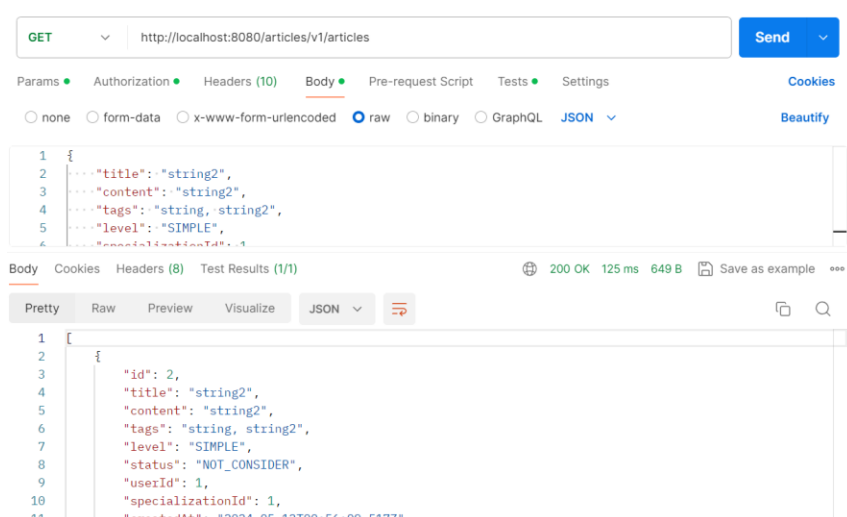 GET http://localhost:8080/articles/v1/articles Send
Params Authorization Headers (10) Body Pre-request Script Tests Settings Cookies
none form-data x-www-form-urlencoded raw binary GraphQL JSON Beautify
1 {
2 "title": "string2",
3 "content": "string2",
4 "tags": "string, string2",
5 "level": "SIMPLE",
6 "specializationId": 1
Body Cookies Headers (8) Test Results (1/1) 200 OK 125 ms 649 B Save as example
Pretty Raw Preview Visualize JSON
1 [
2 {
3 "id": 2,
4 "title": "string2",
5 "content": "string2",
6 "tags": "string, string2",
7 "level": "SIMPLE",
8 "status": "NOT_CONSIDER",
9 "userId": 1,
10 "specializationId": 1,
11